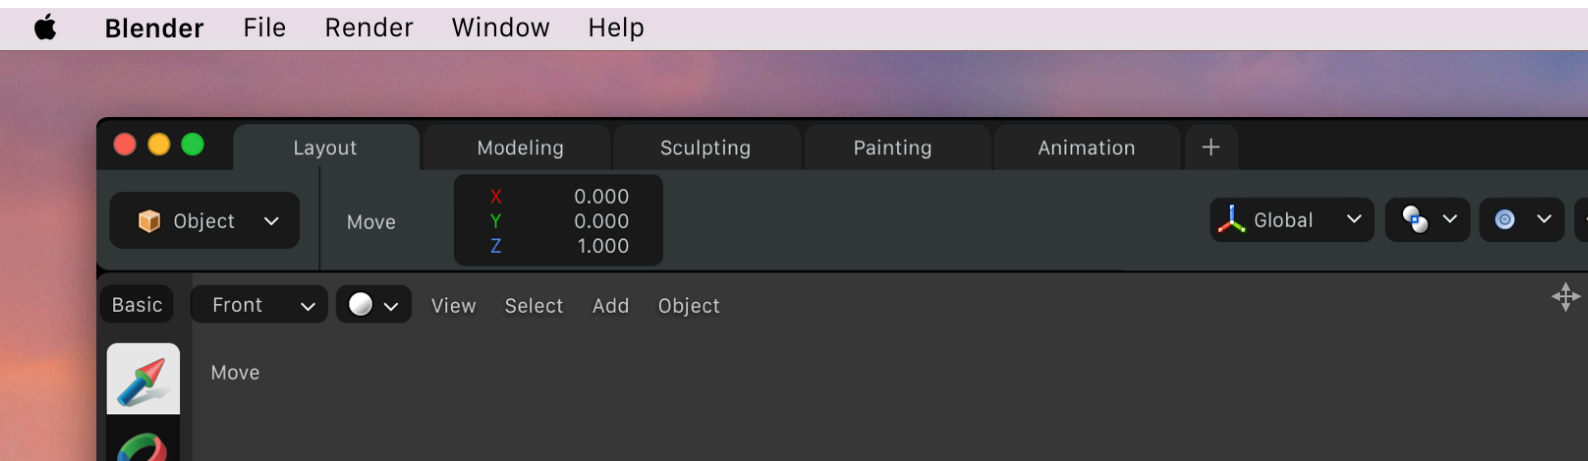 Blender File Render Window Help
Layout Modeling Sculpting Painting Animation +
Object Move
X 0.000
Y 0.000
Z 1.000
Global
Basic Front View Select Add Object
Move